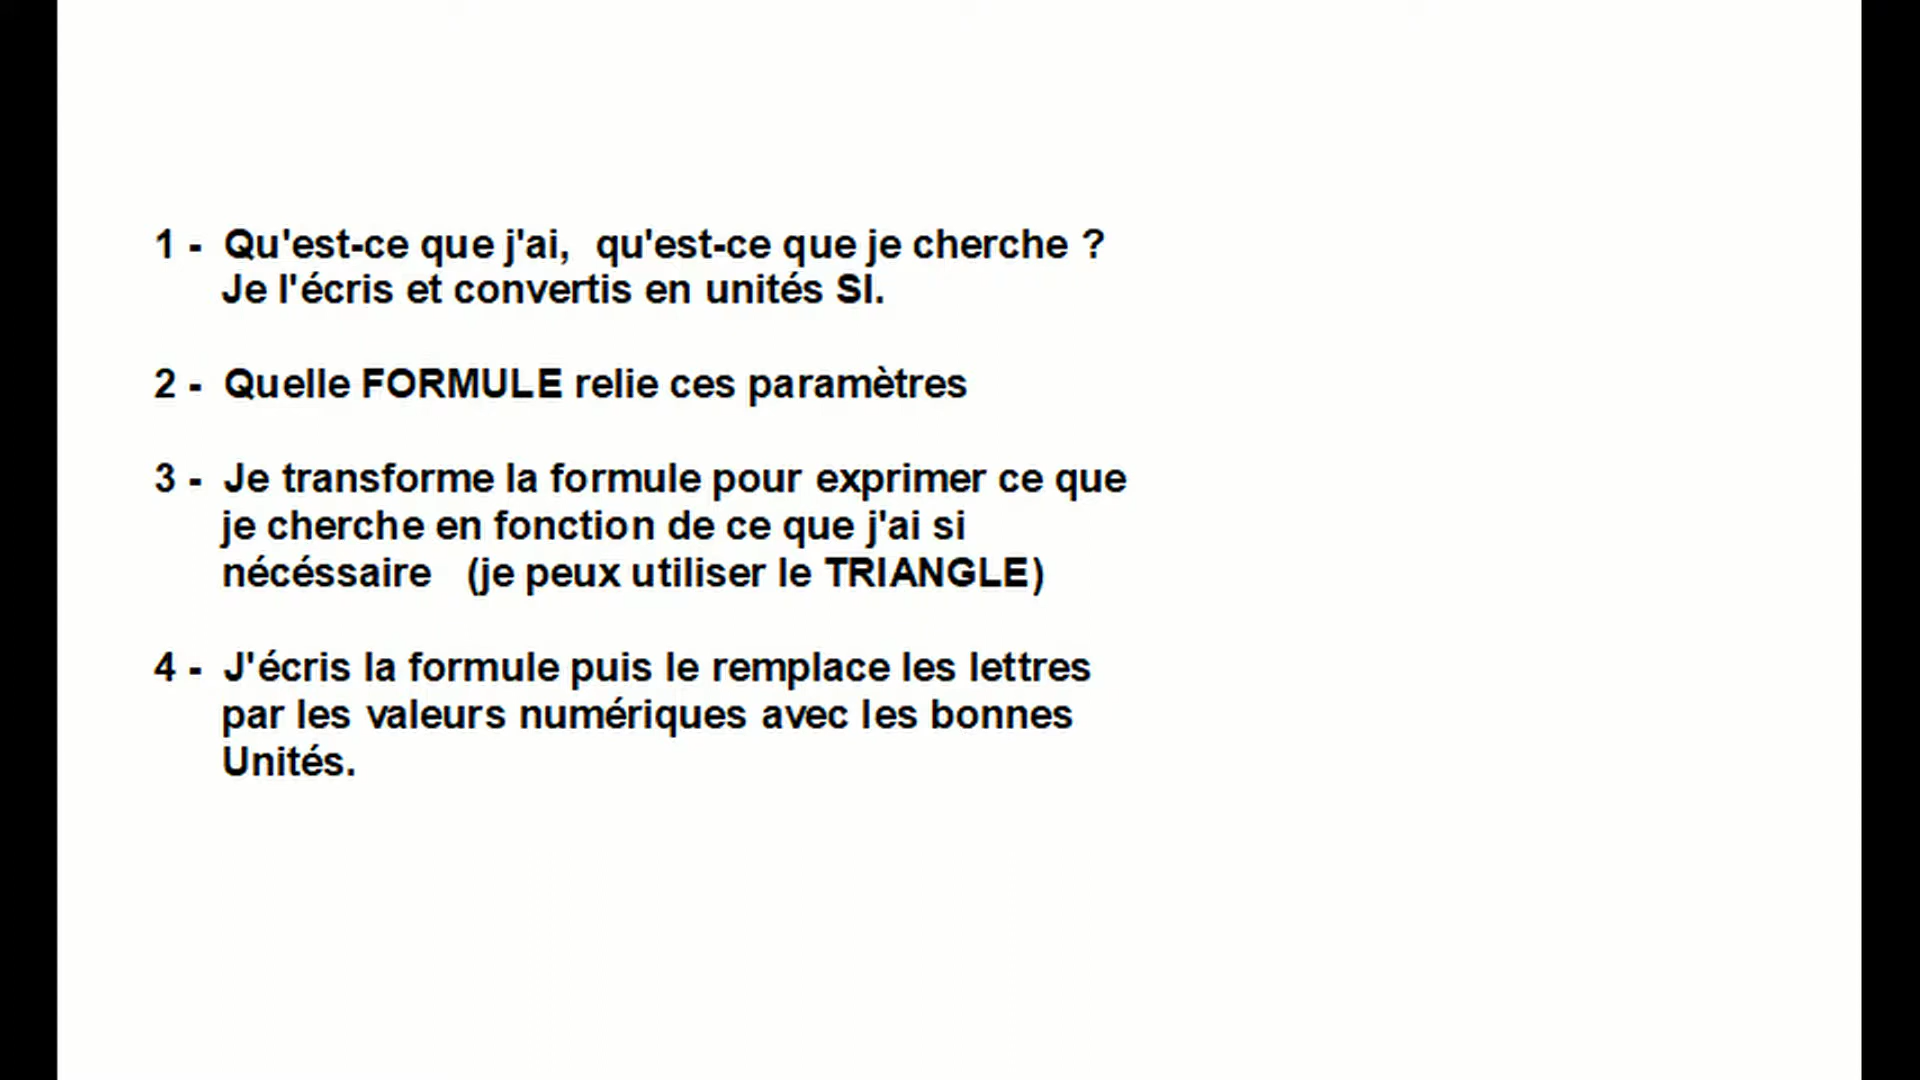 1 - Qu'est-ce que j'ai, qu'est-ce que je cherche ?
Je l'écris et convertis en unités SI.
2 - Quelle FORMULE relie ces paramètres
3 - Je transforme la formule pour exprimer ce que
je cherche en fonction de ce que j'ai si
nécéssaire (je peux utiliser le TRIANGLE)
4 - J'écris la formule puis le remplace les lettres
par les valeurs numériques avec les bonnes
Unités.